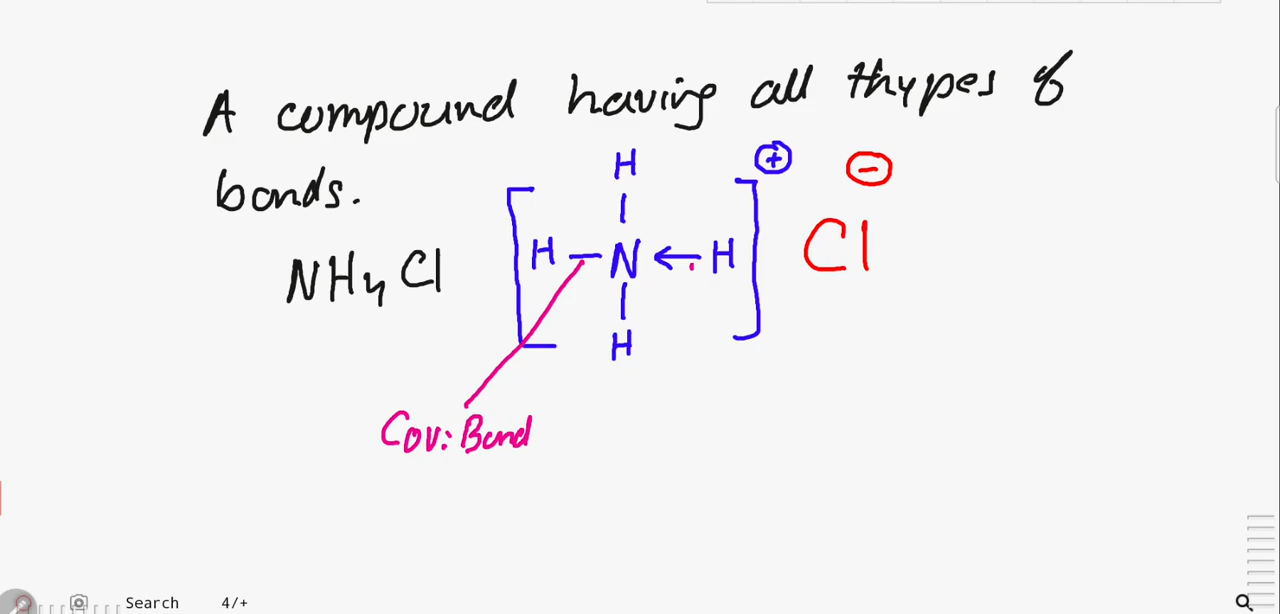 A compound having all thypes of
bonds.
NH4Cl
[H – N ← H]⊕ Cl⊖
H
H
Cov: Bond
Search 4/+